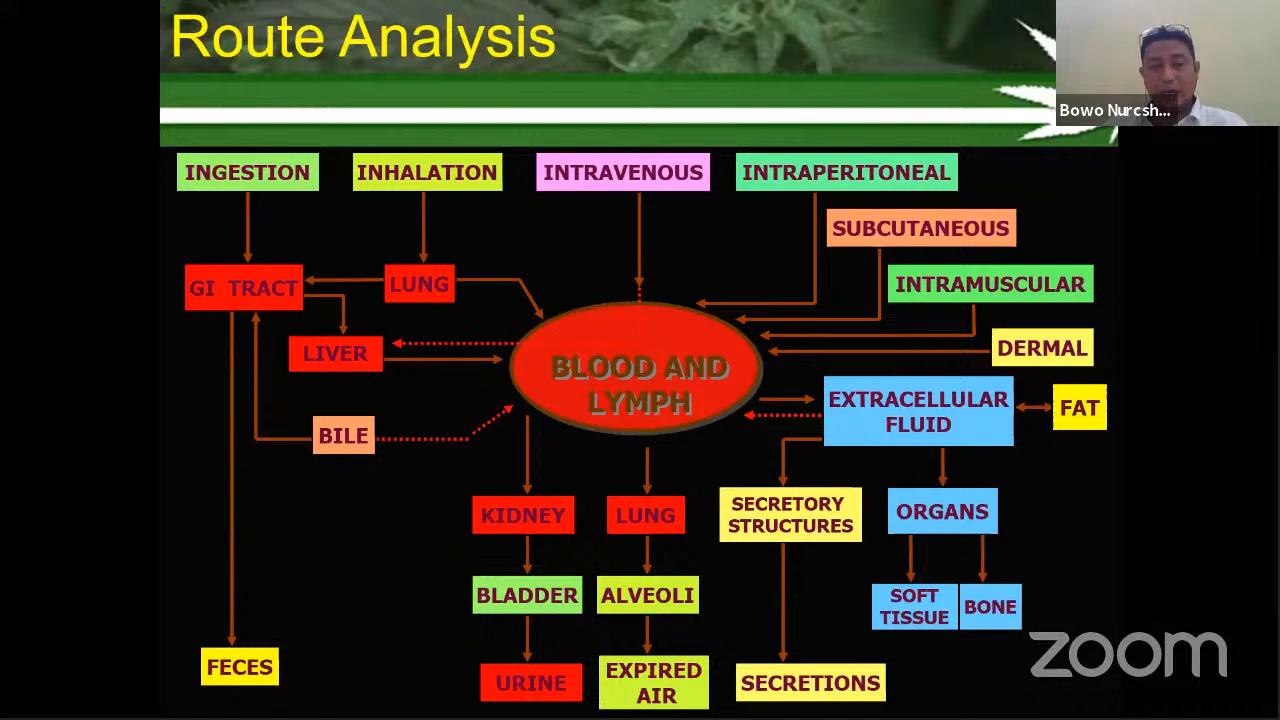 Route Analysis
Bowo Nurcsh...
INGESTION
INHALATION
INTRAVENOUS
INTRAPERITONEAL
SUBCUTANEOUS
GI TRACT
LUNG
INTRAMUSCULAR
LIVER
DERMAL
BLOOD AND
LYMPH
EXTRACELLULAR
FLUID
FAT
BILE
KIDNEY
LUNG
SECRETORY
STRUCTURES
ORGANS
BLADDER
ALVEOLI
SOFT
TISSUE
BONE
FECES
URINE
EXPIRED
AIR
SECRETIONS
zoom